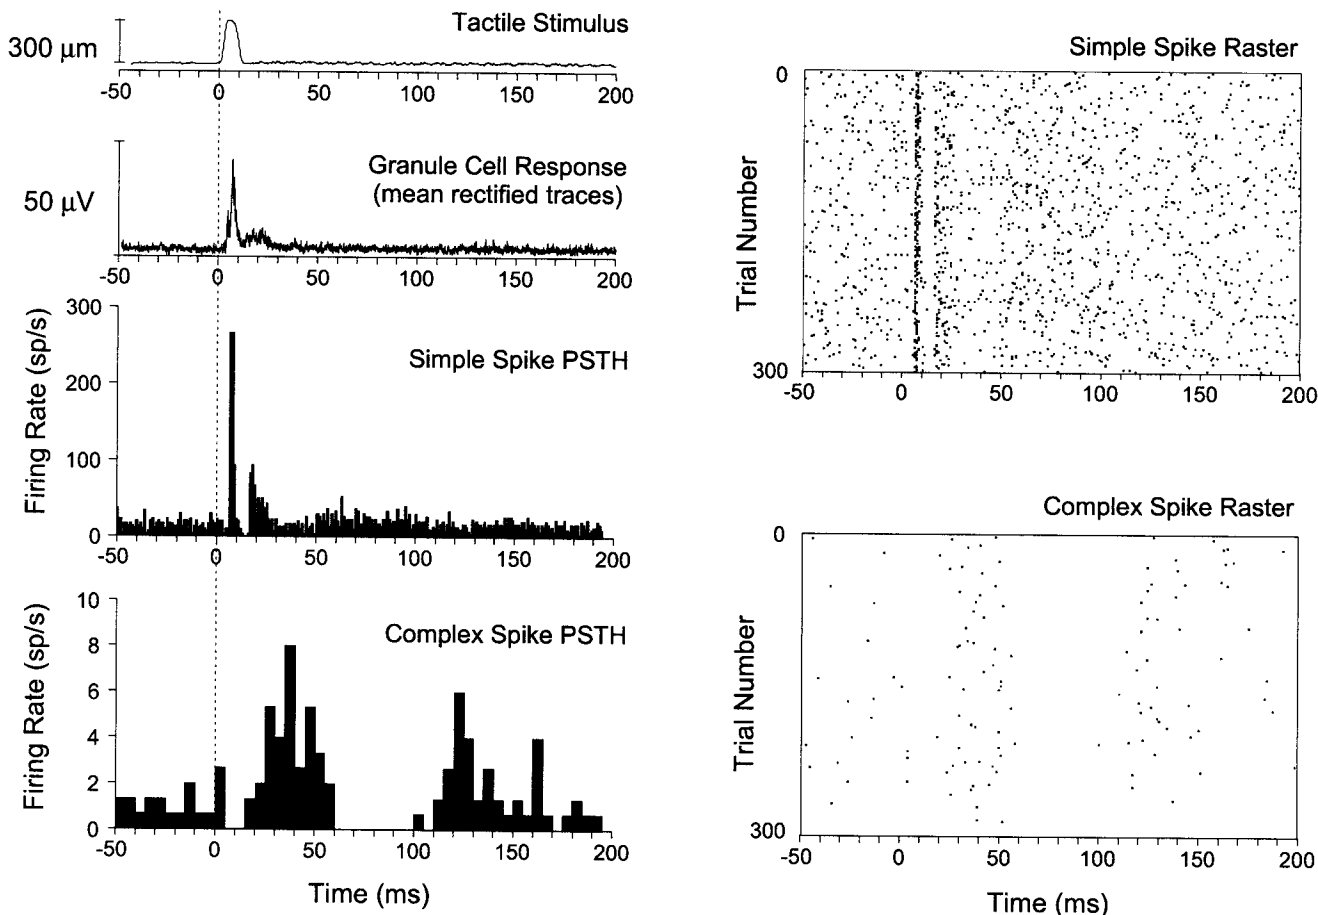 Tactile Stimulus
300 μm
-50 0 50 100 150 200
Granule Cell Response
(mean rectified traces)
50 μV
-50 0 50 100 150 200
Simple Spike PSTH
Firing Rate (sp/s)
300
200
100
0
-50 0 50 100 150 200
Complex Spike PSTH
Firing Rate (sp/s)
10
8
6
4
2
0
-50 0 50 100 150 200
Time (ms)
Simple Spike Raster
Trial Number
0
300
-50 0 50 100 150 200
Complex Spike Raster
Trial Number
0
300
-50 0 50 100 150 200
Time (ms)